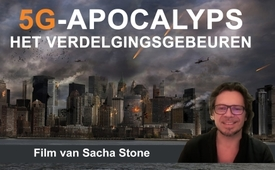 5G-APOCALYPS
HET VERDELGINGSGEBEUREN
Film van Sacha Stone